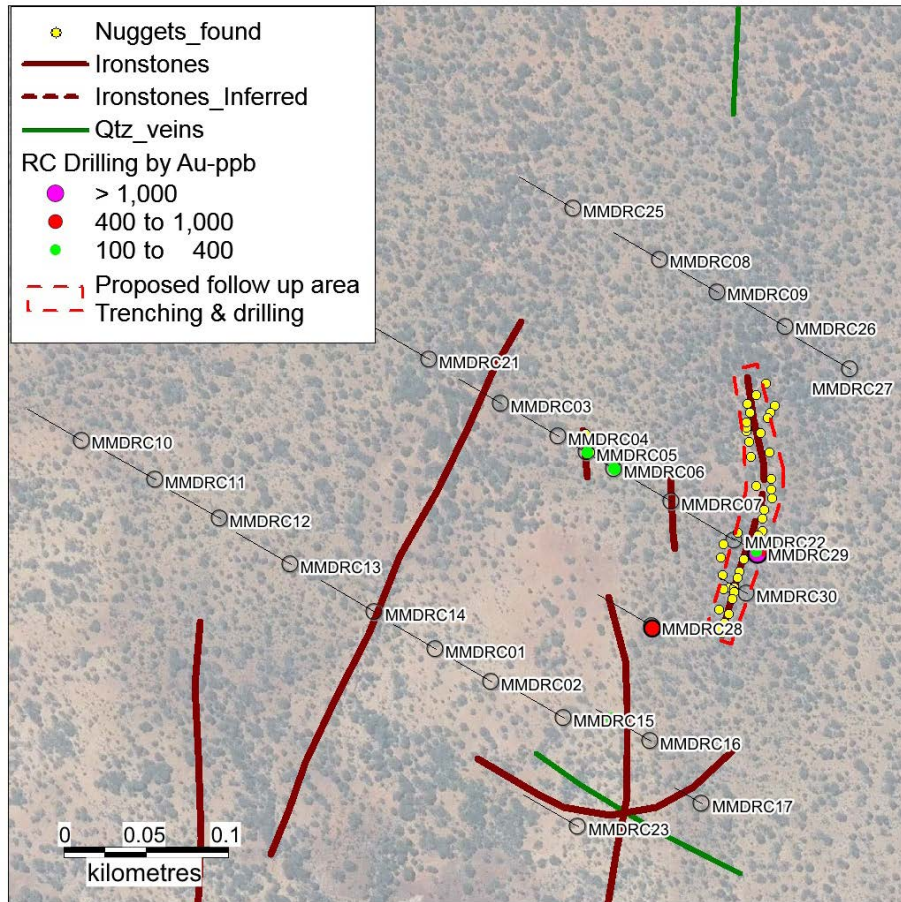 Nuggets_found
Ironstones
Ironstones_Inferred
Qtz_veins
RC Drilling by Au-ppb
> 1,000
400 to 1,000
100 to 400
Proposed follow up area
Trenching & drilling
MMDRC25
MMDRC08
MMDRC09
MMDRC26
MMDRC27
MMDRC21
MMDRC03
MMDRC04
MMDRC05
MMDRC06
MMDRC07
MMDRC22
MMDRC29
MMDRC30
MMDRC28
MMDRC10
MMDRC11
MMDRC12
MMDRC13
MMDRC14
MMDRC01
MMDRC02
MMDRC15
MMDRC16
MMDRC17
MMDRC23
0 0.05 0.1
kilometres